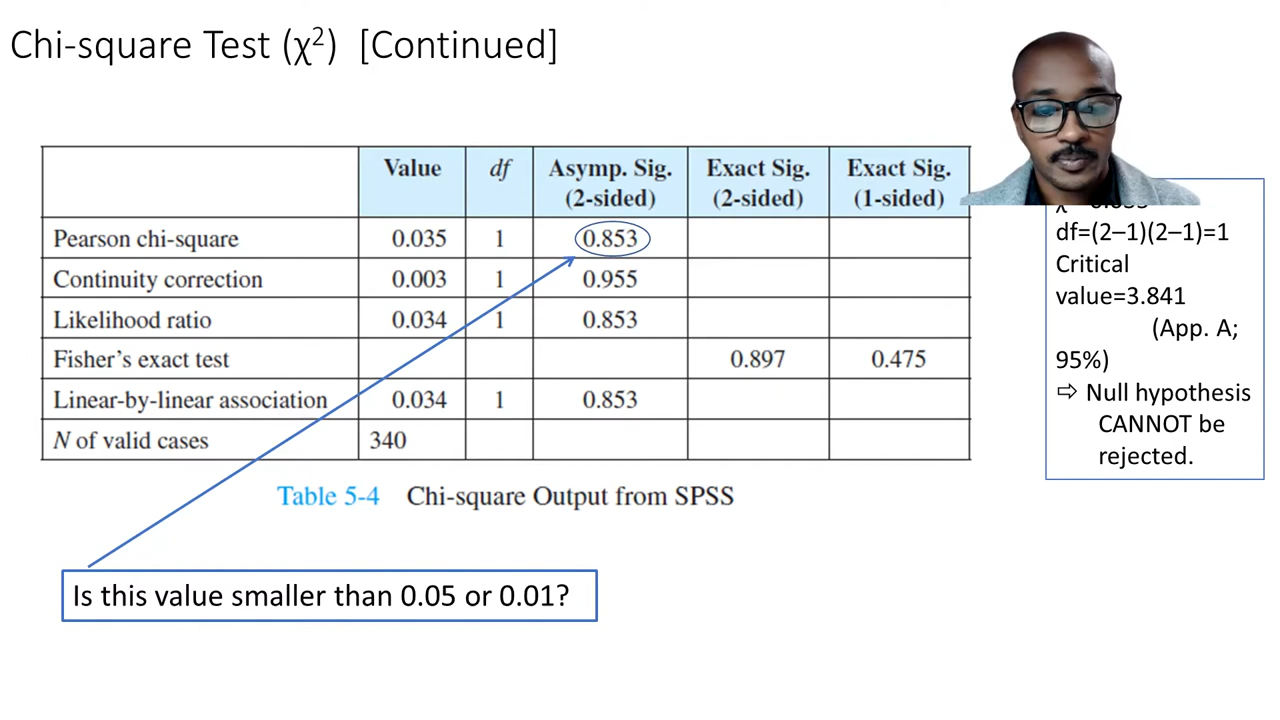 Chi-square Test (χ²) [Continued]
Value df Asymp. Sig. (2-sided) Exact Sig. (2-sided) Exact Sig. (1-sided)
Pearson chi-square 0.035 1 0.853
Continuity correction 0.003 1 0.955
Likelihood ratio 0.034 1 0.853
Fisher's exact test 0.897 0.475
Linear-by-linear association 0.034 1 0.853
N of valid cases 340
Table 5-4 Chi-square Output from SPSS
Is this value smaller than 0.05 or 0.01?
df=(2–1)(2–1)=1
Critical
value=3.841
(App. A;
95%)
⇨ Null hypothesis
CANNOT be
rejected.